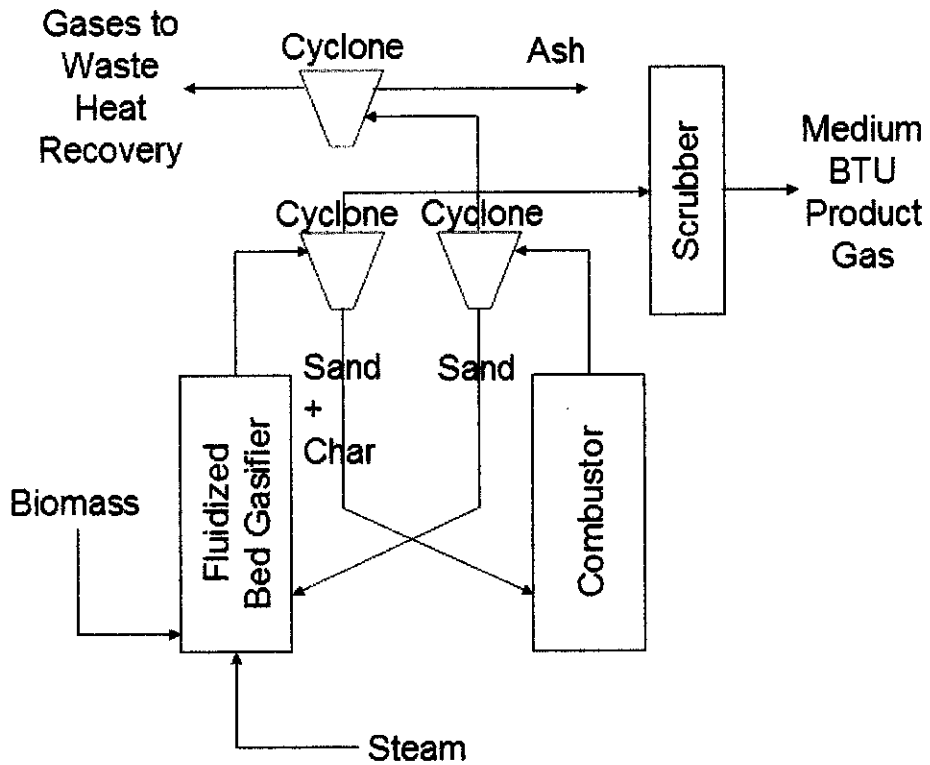 Gases to
Waste
Heat
Recovery
Cyclone
Ash
Scrubber
Medium
BTU
Product
Gas
Cyclone
Cyclone
Sand
+
Char
Sand
Biomass
Fluidized
Bed Gasifier
Combustor
Steam